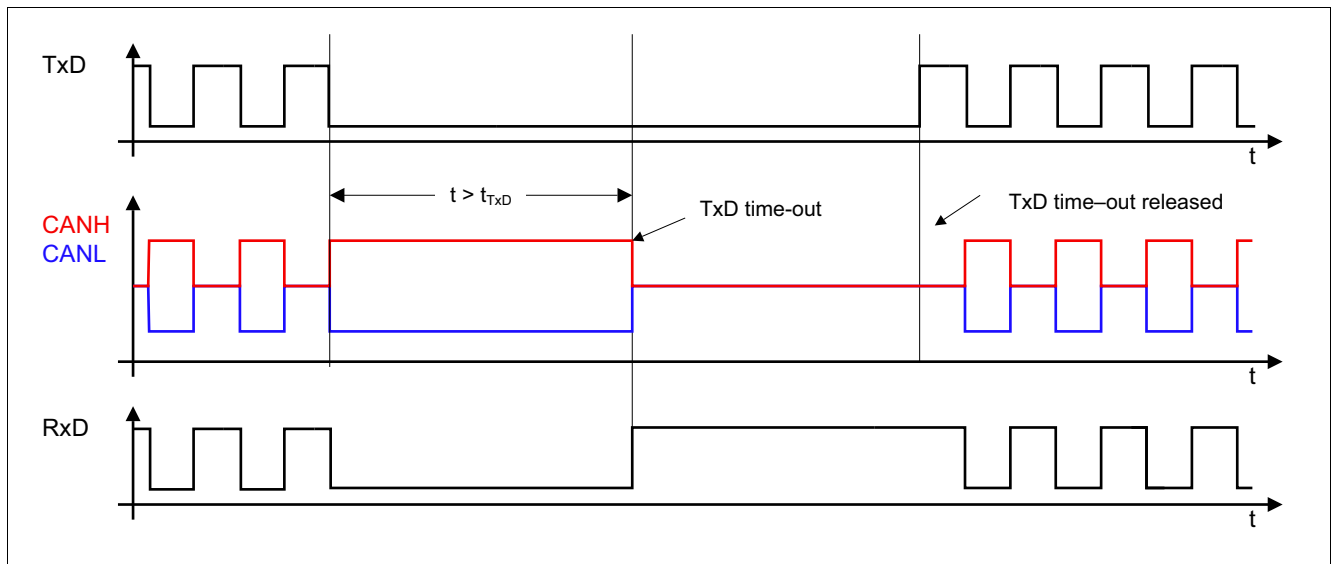 TxD
t
t > tTxD
TxD time-out
TxD time–out released
CANH
CANL
t
RxD
t